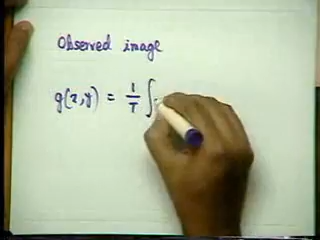 Observed image
g(x,y) = 1/T ∫